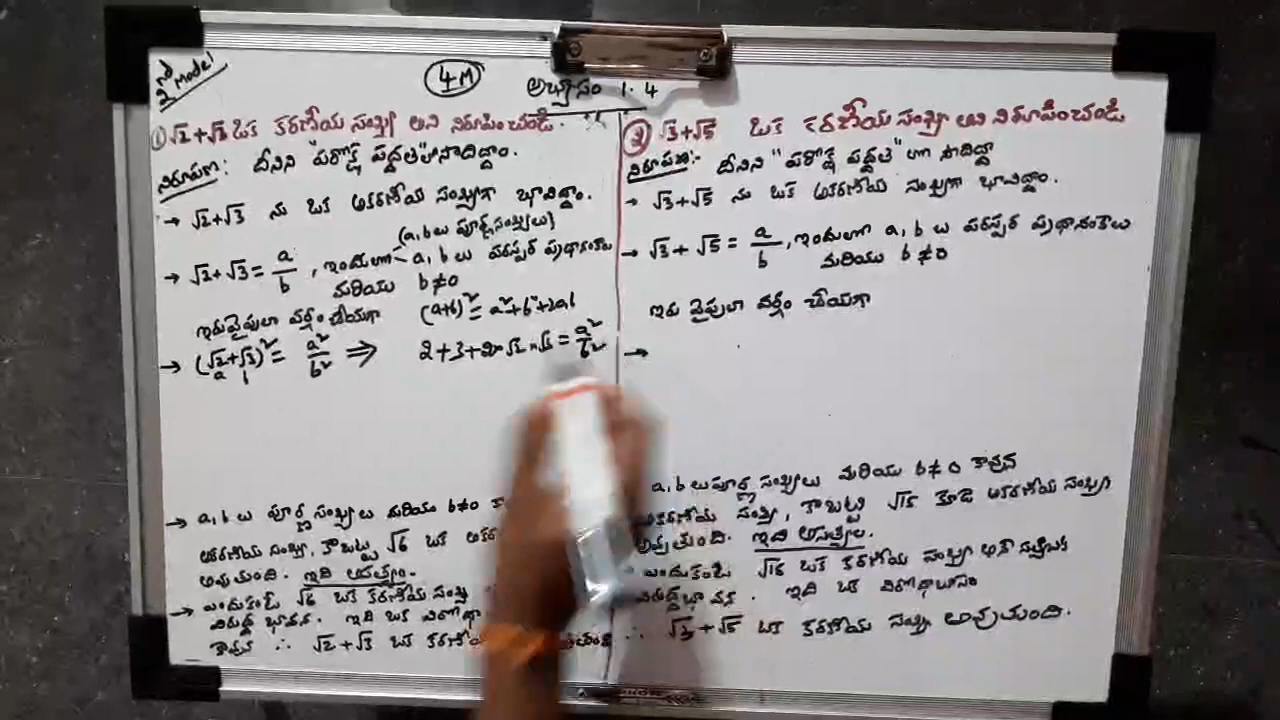 2nd Model
4M
అభ్యాసం 1.4
① √2+√3 ఒక కరణీయ సంఖ్య అని నిరూపించండి.
నిరూపణ: దీనిని "పరోక్ష పద్ధతి"లో సాదిద్దాం.
→ √2+√3 ను ఒక అకరణీయ సంఖ్యగా భావిద్దాం.
(a,b లు పూర్ణ సంఖ్యలు)
→ √2+√3 = a/b , ఇందులో a, b లు పరస్పర ప్రధానాంకాలు
మరియు b≠0
ఇరువైపులా వర్గం చేయగా (a+b)² = a²+b²+2ab
→ (√2+√3)² = a²/b² ⟹ 2+3+2×√2×√3 = a²/b²
a b
→ a, b లు పూర్ణ సంఖ్యలు మరియు b≠0
అకరణీయ సంఖ్య, కాబట్టి √6 ఒక
అవుతుంది. ఇది అసత్యం.
→ ఎందుకంటే √6 ఒక కరణీయ సంఖ్య
విరుద్ధ భావన. ఇది ఒక
కావున ∴ √2+√3 ఒక
② √3+√5 ఒక కరణీయ సంఖ్య అని నిరూపించండి
నిరూపణ:- దీనిని "పరోక్ష పద్ధతి" లో సాదిద్దాం
→ √3+√5 ను ఒక అకరణీయ సంఖ్యగా భావిద్దాం.
→ √3+√5 = a/b , ఇందులో a, b లు పరస్పర ప్రధానాంకాలు
మరియు b≠0
ఇరు వైపులా వర్గం చేయగా
→
a, b లు పూర్ణ సంఖ్యలు మరియు b≠0 కావున
అకరణీయ సంఖ్య, కాబట్టి √15 కూడా అకరణీయ సంఖ్య
అవుతుంది. ఇది అసత్యం.
ఎందుకంటే √15 ఒక కరణీయ సంఖ్య
విరుద్ధభావన. ఇది ఒక విరోధాభాసం
∴ √3+√5 ఒక కరణీయ సంఖ్య అవుతుంది.